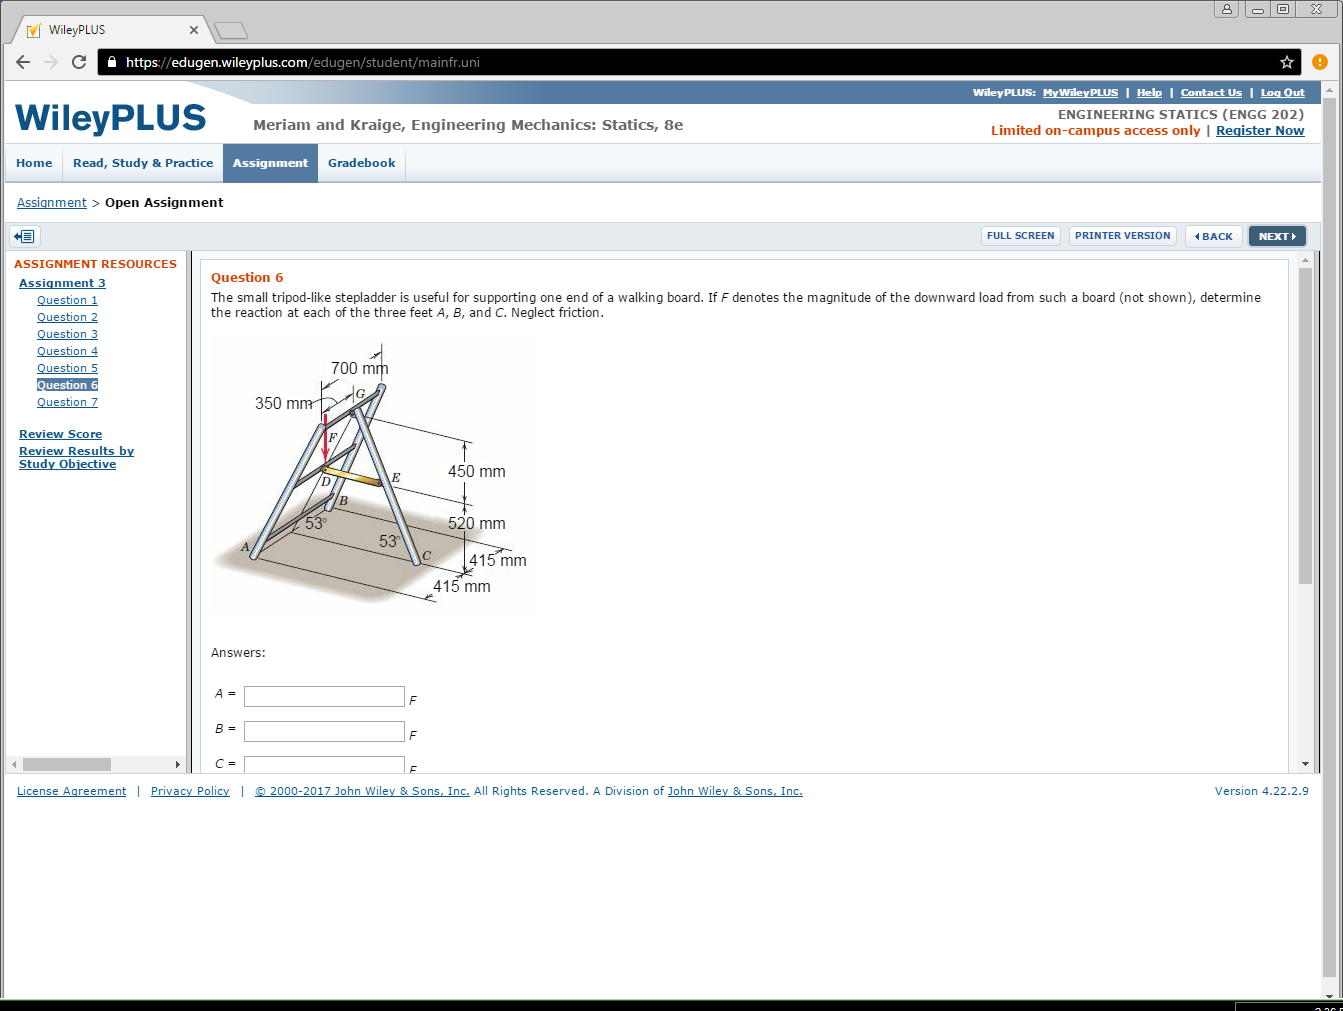 WileyPLUS
https://edugen.wileyplus.com/edugen/student/mainfr.uni
WileyPLUS: MyWileyPLUS | Help | Contact Us | Log Out
WileyPLUS
Meriam and Kraige, Engineering Mechanics: Statics, 8e
ENGINEERING STATICS (ENGG 202)
Limited on-campus access only | Register Now
Home Read, Study & Practice Assignment Gradebook
Assignment > Open Assignment
FULL SCREEN PRINTER VERSION BACK NEXT
ASSIGNMENT RESOURCES
Assignment 3
Question 1
Question 2
Question 3
Question 4
Question 5
Question 6
Question 7
Review Score
Review Results by
Study Objective
Question 6
The small tripod-like stepladder is useful for supporting one end of a walking board. If F denotes the magnitude of the downward load from such a board (not shown), determine
the reaction at each of the three feet A, B, and C. Neglect friction.
700 mm
G
350 mm
F
450 mm
D
E
B
53°
520 mm
53°
A
C
415 mm
415 mm
Answers:
A = F
B = F
C = F
License Agreement | Privacy Policy | © 2000-2017 John Wiley & Sons, Inc. All Rights Reserved. A Division of John Wiley & Sons, Inc.
Version 4.22.2.9